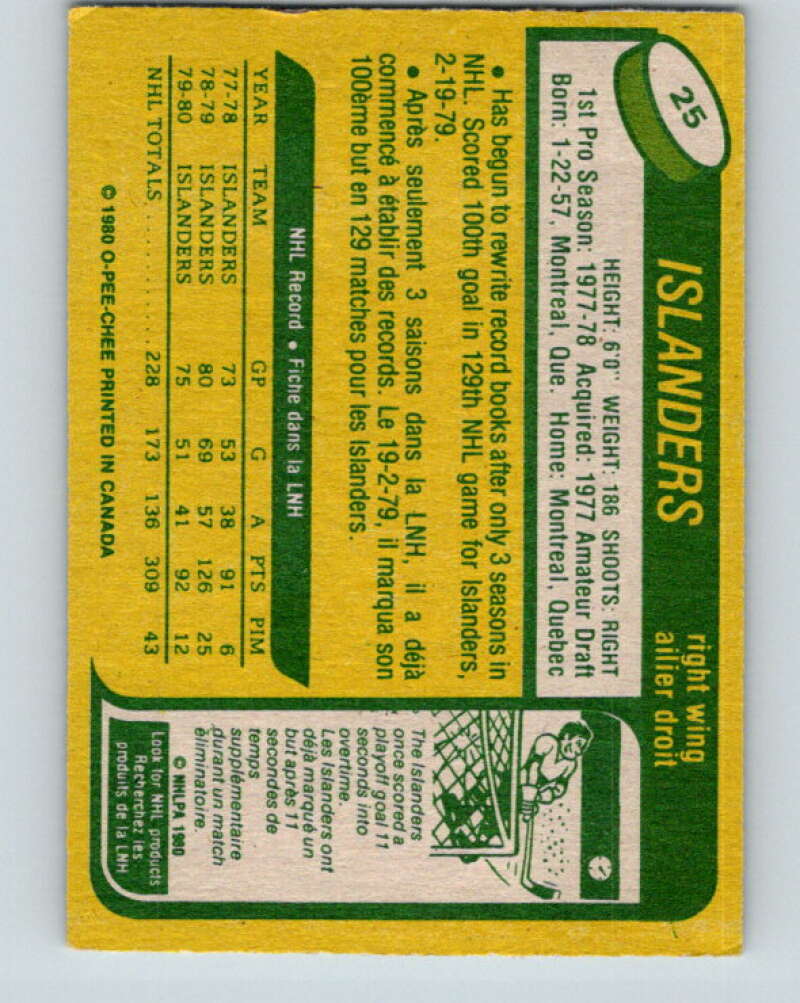 25
ISLANDERS
right wing
ailier droit
HEIGHT: 6'0" WEIGHT: 186 SHOOTS: RIGHT
1st Pro Season: 1977-78 Acquired: 1977 Amateur Draft
Born: 1-22-57, Montreal, Que. Home: Montreal, Quebec
• Has begun to rewrite record books after only 3 seasons in
NHL. Scored 100th goal in 129th NHL game for Islanders,
2-19-79.
• Après seulement 3 saisons dans la LNH, il a déjà
commencé à établir des records. Le 19-2-79, il marqua son
100ème but en 129 matches pour les Islanders.
NHL Record • Fiche dans la LNH
YEAR TEAM GP G A PTS PIM
77-78 ISLANDERS 73 53 38 91 6
78-79 ISLANDERS 80 69 57 126 25
79-80 ISLANDERS 75 51 41 92 12
NHL TOTALS . . . . . . . . . . . . 228 173 136 309 43
© 1980 O-PEE-CHEE PRINTED IN CANADA
The Islanders
once scored a
playoff goal 11
seconds into
overtime.
Les Islanders ont
déjà marqué un
but après 11
secondes de
temps
supplémentaire
durant un match
éliminatoire.
© NHLPA 1980
Look for NHL products
Recherchez les
produits de la LNH